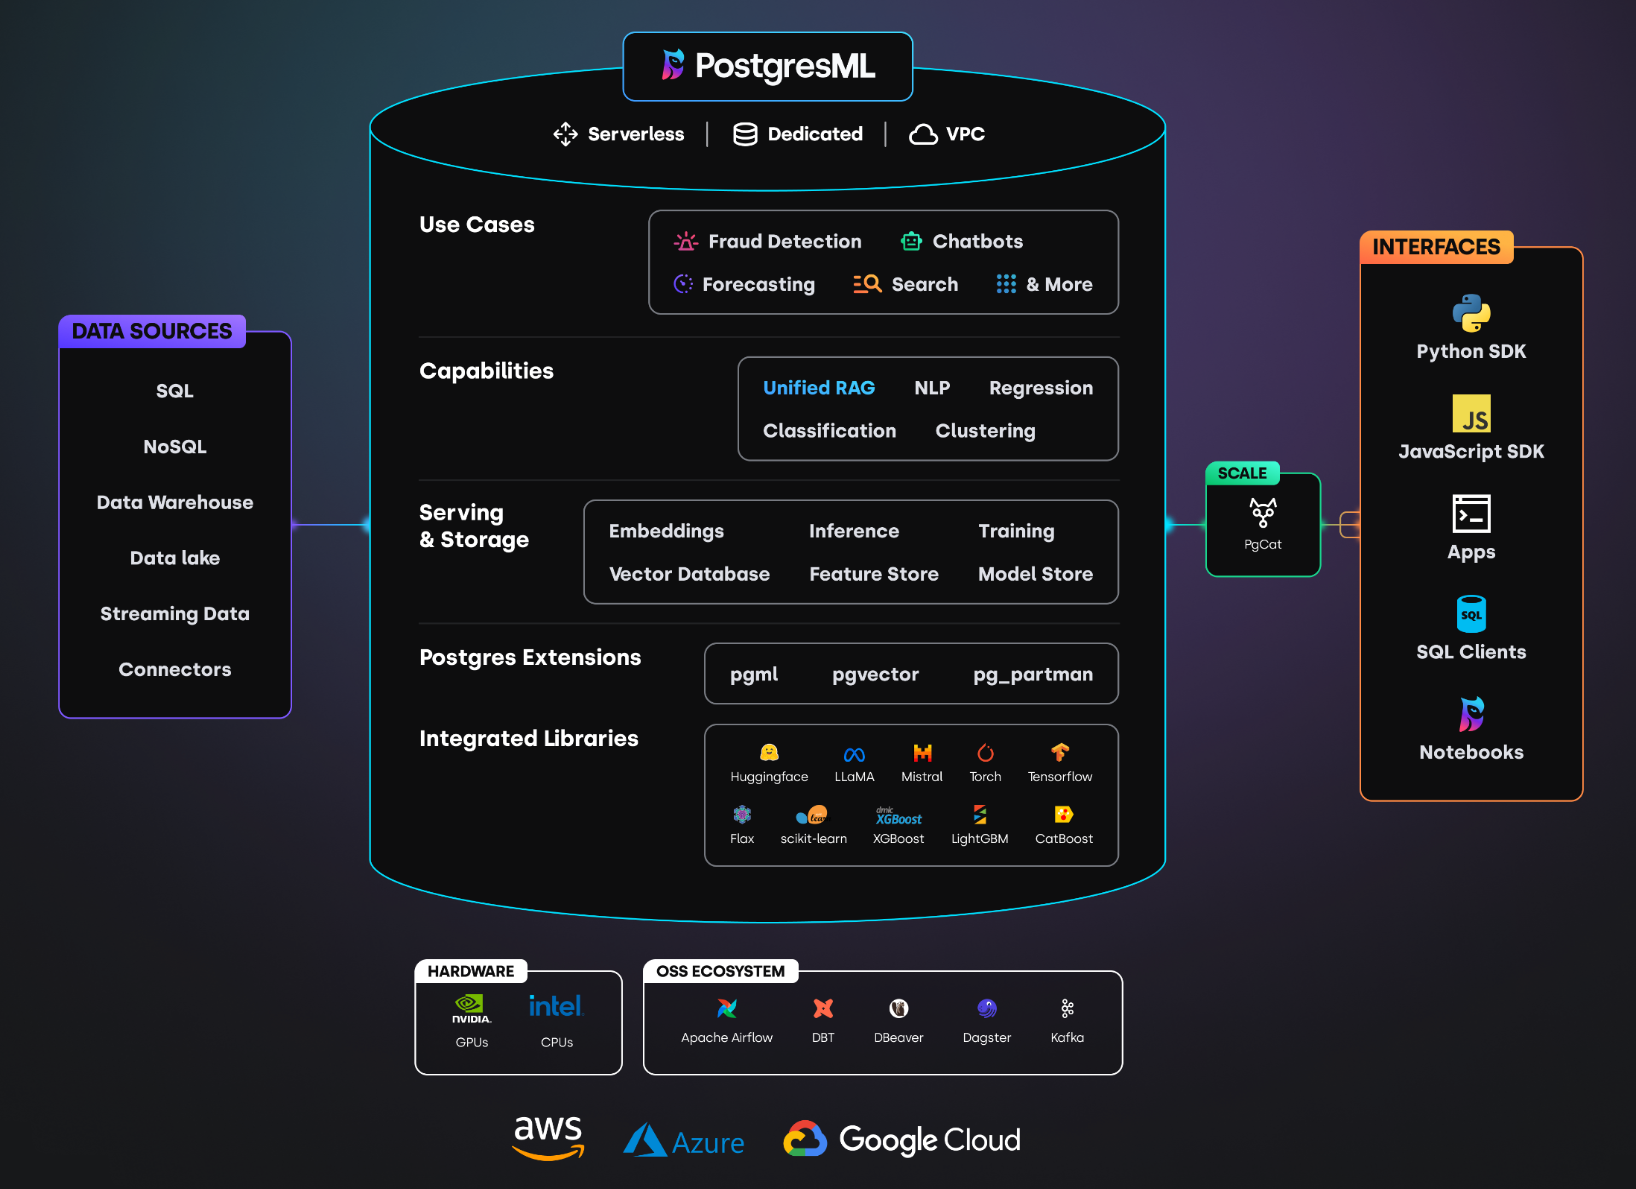 PostgresML
Serverless | Dedicated | VPC
Use Cases
Fraud Detection Chatbots
Forecasting Search & More
Capabilities
Unified RAG NLP Regression
Classification Clustering
Serving
& Storage
Embeddings Inference Training
Vector Database Feature Store Model Store
Postgres Extensions
pgml pgvector pg_partman
Integrated Libraries
Huggingface LLaMA Mistral Torch Tensorflow
learn
dmlc
XGBoost
Flax scikit-learn XGBoost LightGBM CatBoost
DATA SOURCES
SQL
NoSQL
Data Warehouse
Data lake
Streaming Data
Connectors
SCALE
PgCat
INTERFACES
Python SDK
JS
JavaScript SDK
Apps
SQL
SQL Clients
Notebooks
HARDWARE
NVIDIA. intel.
GPUs CPUs
OSS ECOSYSTEM
Apache Airflow DBT DBeaver Dagster Kafka
aws Azure Google Cloud